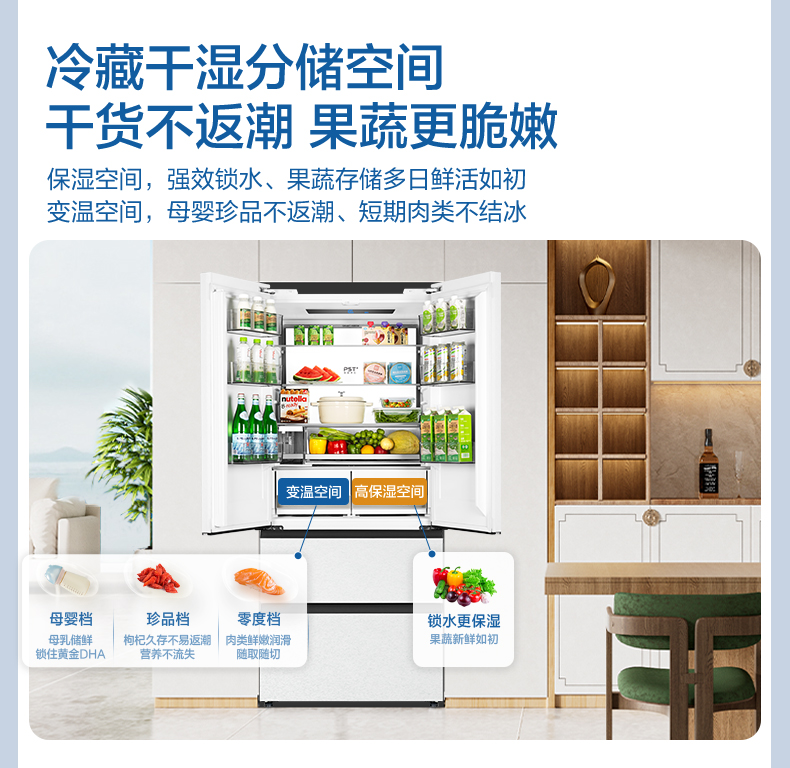 冷藏干湿分储空间
干货不返潮 果蔬更脆嫩
保湿空间，强效锁水、果蔬存储多日鲜活如初
变温空间，母婴珍品不返潮、短期肉类不结冰
PST+
nutella
变温空间
高保湿空间
母婴档
母乳储鲜
锁住黄金DHA
珍品档
枸杞久存不易返潮
营养不流失
零度档
肉类鲜嫩润滑
随取随切
锁水更保湿
果蔬新鲜如初